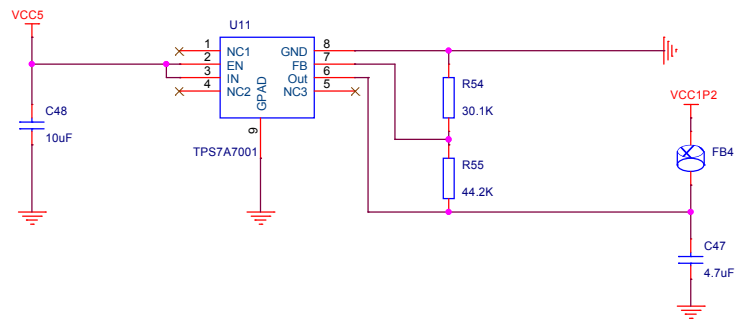 VCC5
U11
1 NC1 GND 8
2 EN FB 7
3 IN Out 6
4 NC2 NC3 5
GPAD
9
TPS7A7001
C48
10uF
R54
30.1K
R55
44.2K
VCC1P2
FB4
C47
4.7uF